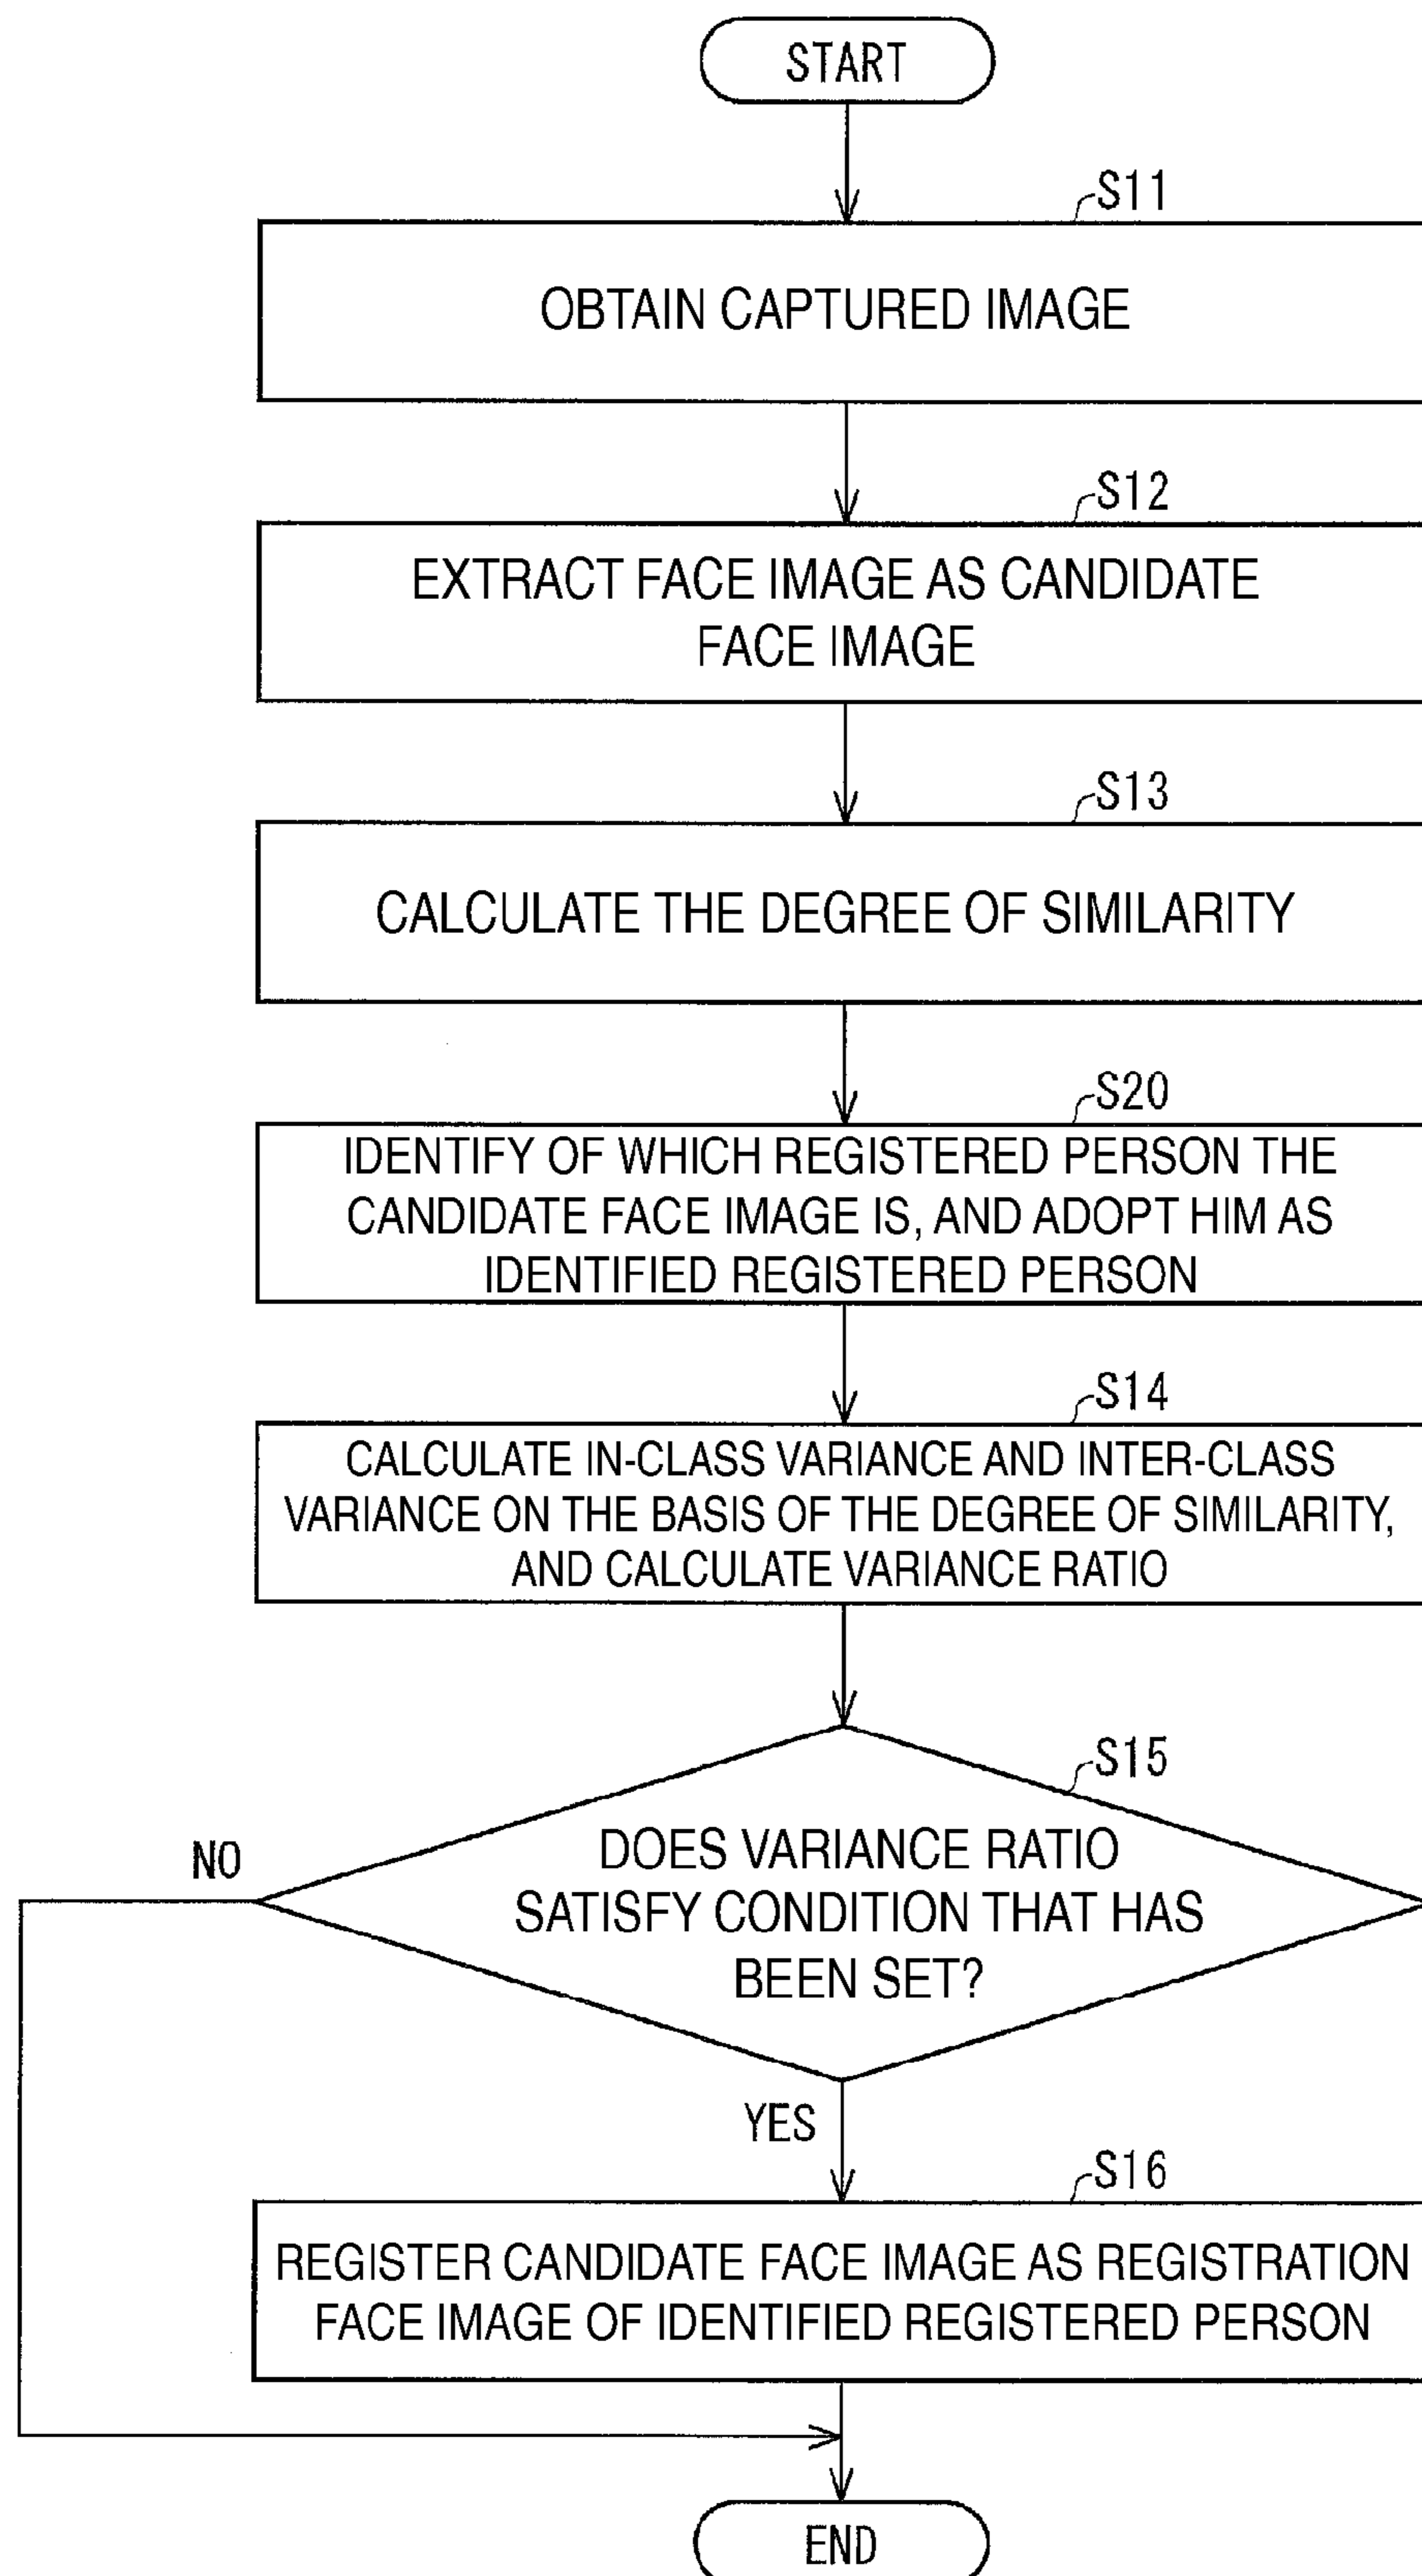 START
S11
OBTAIN CAPTURED IMAGE
S12
EXTRACT FACE IMAGE AS CANDIDATE
FACE IMAGE
S13
CALCULATE THE DEGREE OF SIMILARITY
S20
IDENTIFY OF WHICH REGISTERED PERSON THE
CANDIDATE FACE IMAGE IS, AND ADOPT HIM AS
IDENTIFIED REGISTERED PERSON
S14
CALCULATE IN-CLASS VARIANCE AND INTER-CLASS
VARIANCE ON THE BASIS OF THE DEGREE OF SIMILARITY,
AND CALCULATE VARIANCE RATIO
S15
DOES VARIANCE RATIO
SATISFY CONDITION THAT HAS
BEEN SET?
NO
YES
S16
REGISTER CANDIDATE FACE IMAGE AS REGISTRATION
FACE IMAGE OF IDENTIFIED REGISTERED PERSON
END